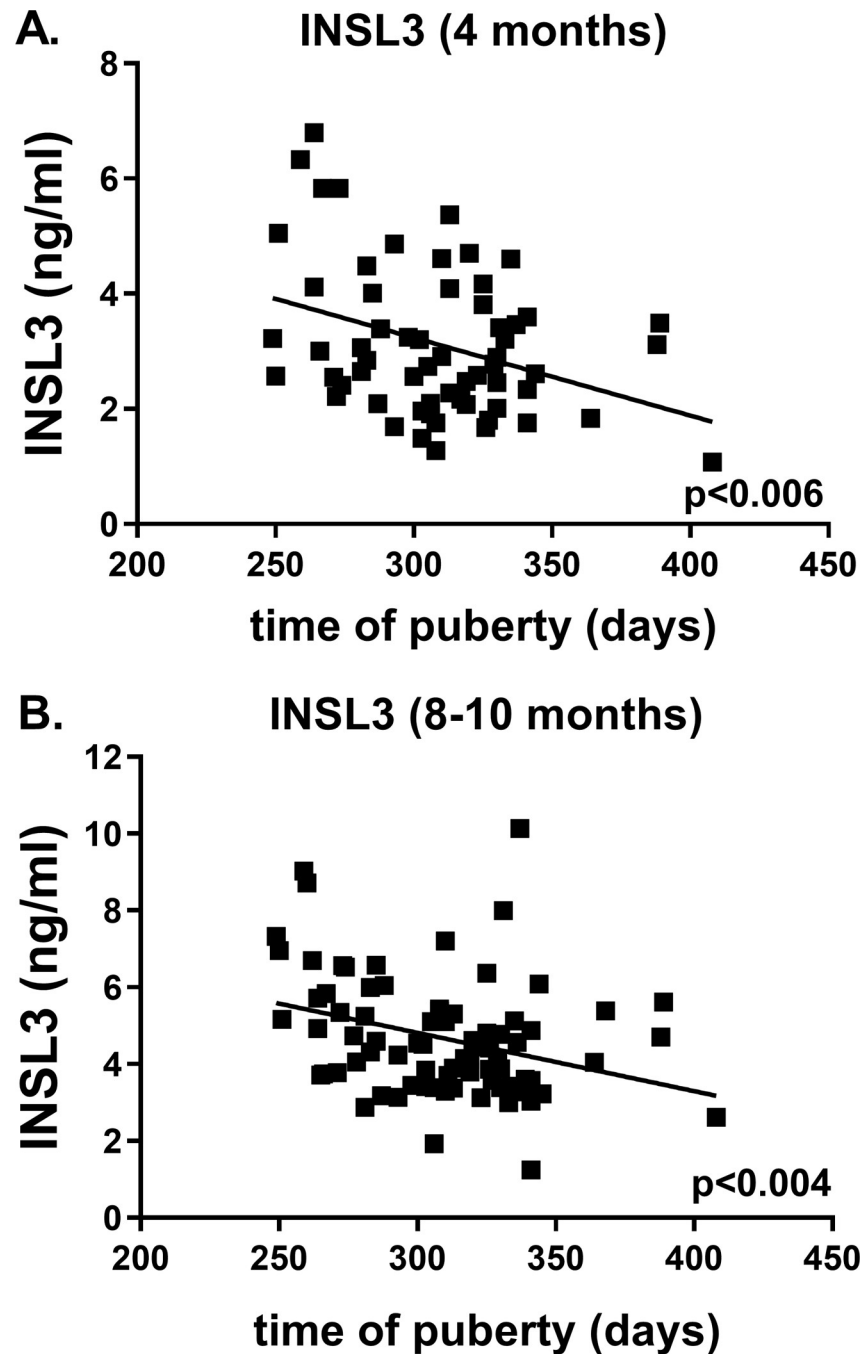 A.
INSL3 (4 months)
INSL3 (ng/ml)
8
6
4
2
0
p<0.006
200 250 300 350 400 450
time of puberty (days)
B.
INSL3 (8-10 months)
INSL3 (ng/ml)
12
10
8
6
4
2
0
p<0.004
200 250 300 350 400 450
time of puberty (days)